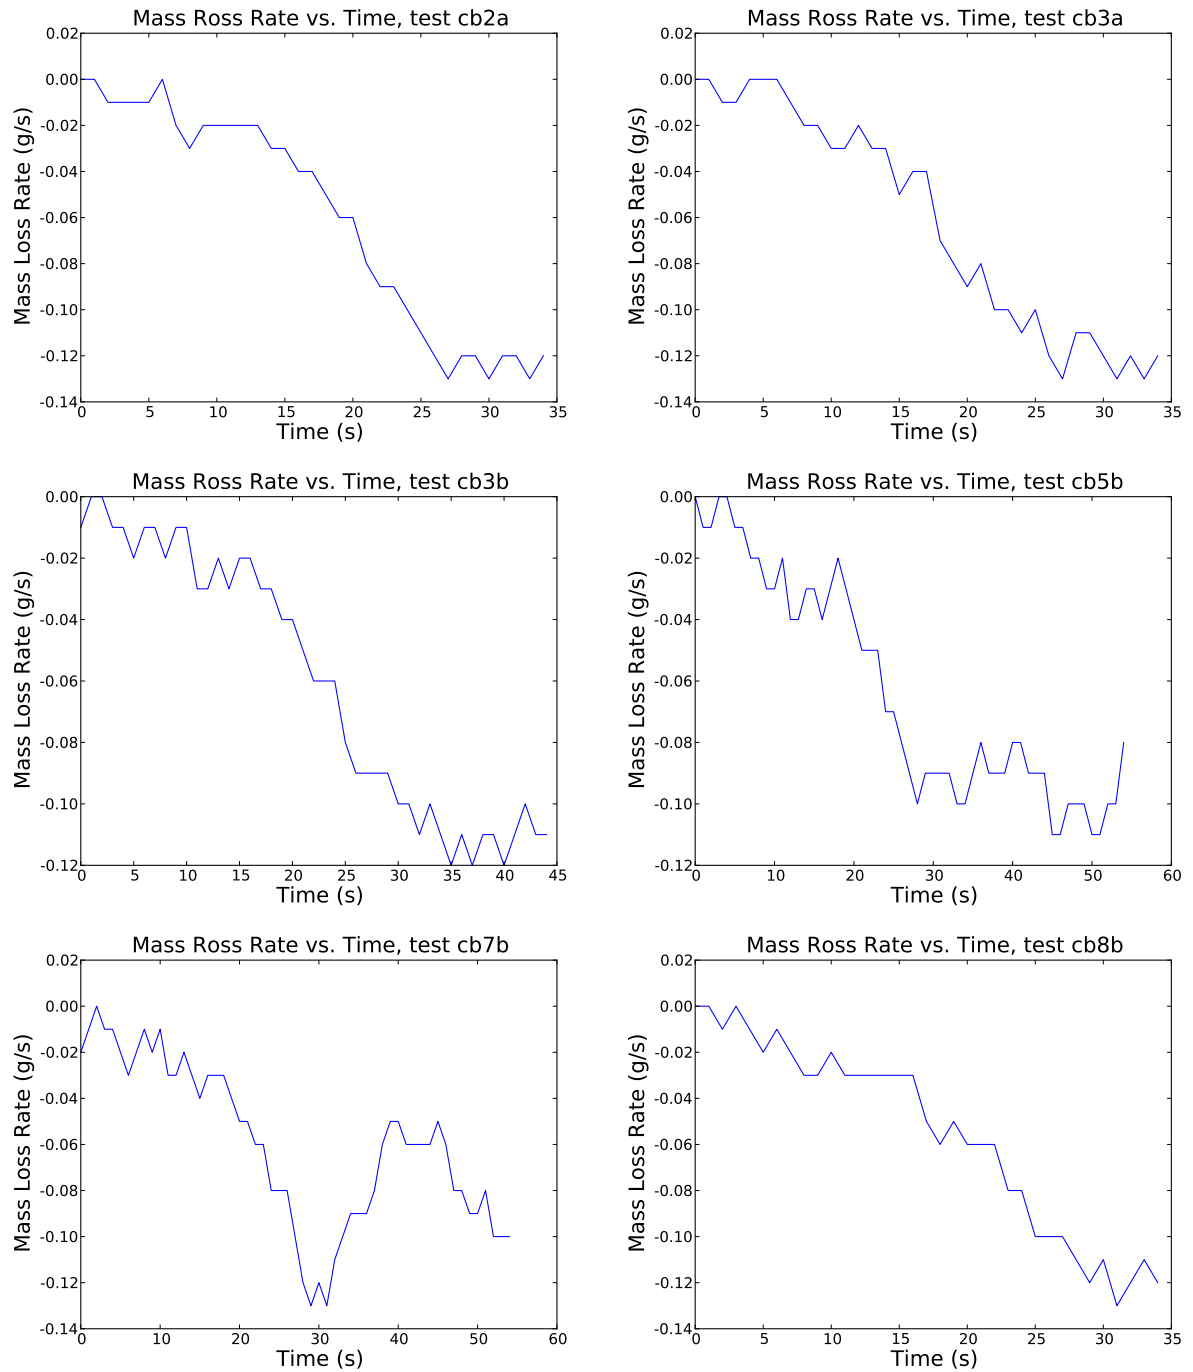 Mass Ross Rate vs. Time, test cb2a
0.02
0.00
-0.02
-0.04
-0.06
-0.08
-0.10
-0.12
-0.14
Mass Loss Rate (g/s)
0 5 10 15 20 25 30 35
Time (s)
Mass Ross Rate vs. Time, test cb3a
0.02
0.00
-0.02
-0.04
-0.06
-0.08
-0.10
-0.12
-0.14
Mass Loss Rate (g/s)
0 5 10 15 20 25 30 35
Time (s)
Mass Ross Rate vs. Time, test cb3b
0.00
-0.02
-0.04
-0.06
-0.08
-0.10
-0.12
Mass Loss Rate (g/s)
0 5 10 15 20 25 30 35 40 45
Time (s)
Mass Ross Rate vs. Time, test cb5b
0.00
-0.02
-0.04
-0.06
-0.08
-0.10
-0.12
Mass Loss Rate (g/s)
0 10 20 30 40 50 60
Time (s)
Mass Ross Rate vs. Time, test cb7b
0.02
0.00
-0.02
-0.04
-0.06
-0.08
-0.10
-0.12
-0.14
Mass Loss Rate (g/s)
0 10 20 30 40 50 60
Time (s)
Mass Ross Rate vs. Time, test cb8b
0.02
0.00
-0.02
-0.04
-0.06
-0.08
-0.10
-0.12
-0.14
Mass Loss Rate (g/s)
0 5 10 15 20 25 30 35
Time (s)